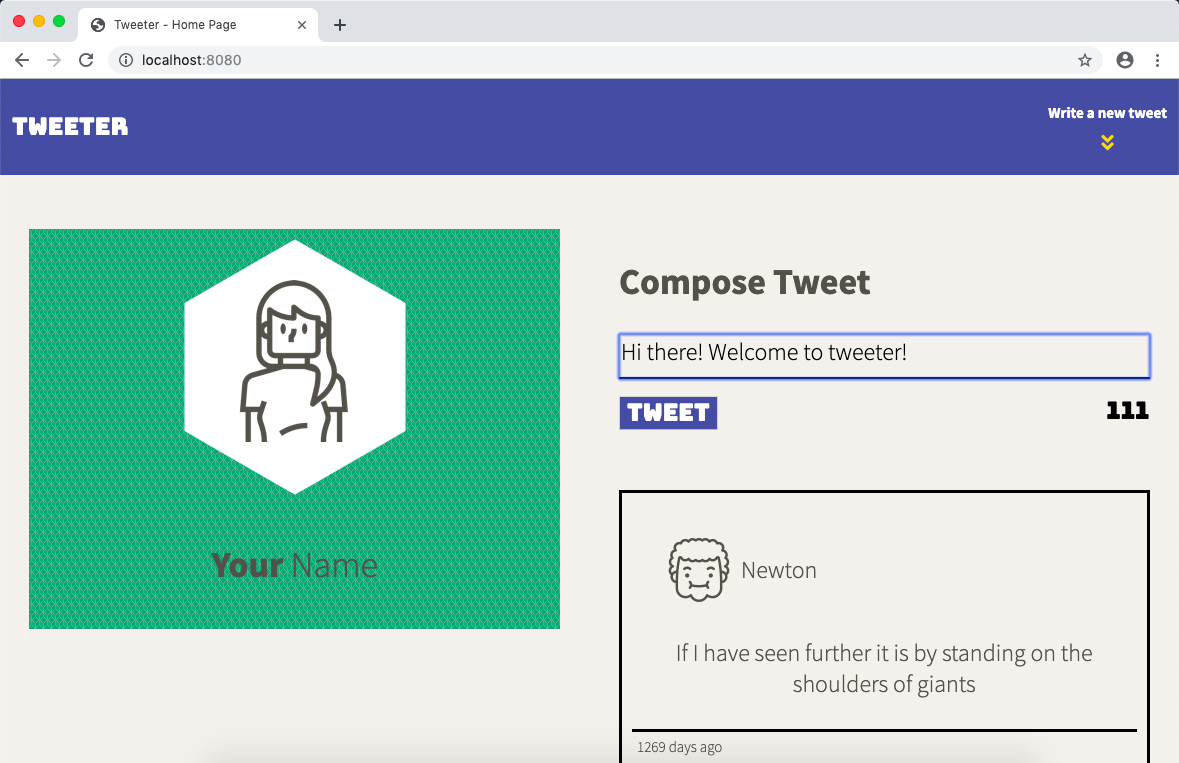 Tweeter - Home Page
localhost:8080
TWEETER
Write a new tweet
Your Name
Compose Tweet
Hi there! Welcome to tweeter!
TWEET
111
Newton
If I have seen further it is by standing on the
shoulders of giants
1269 days ago